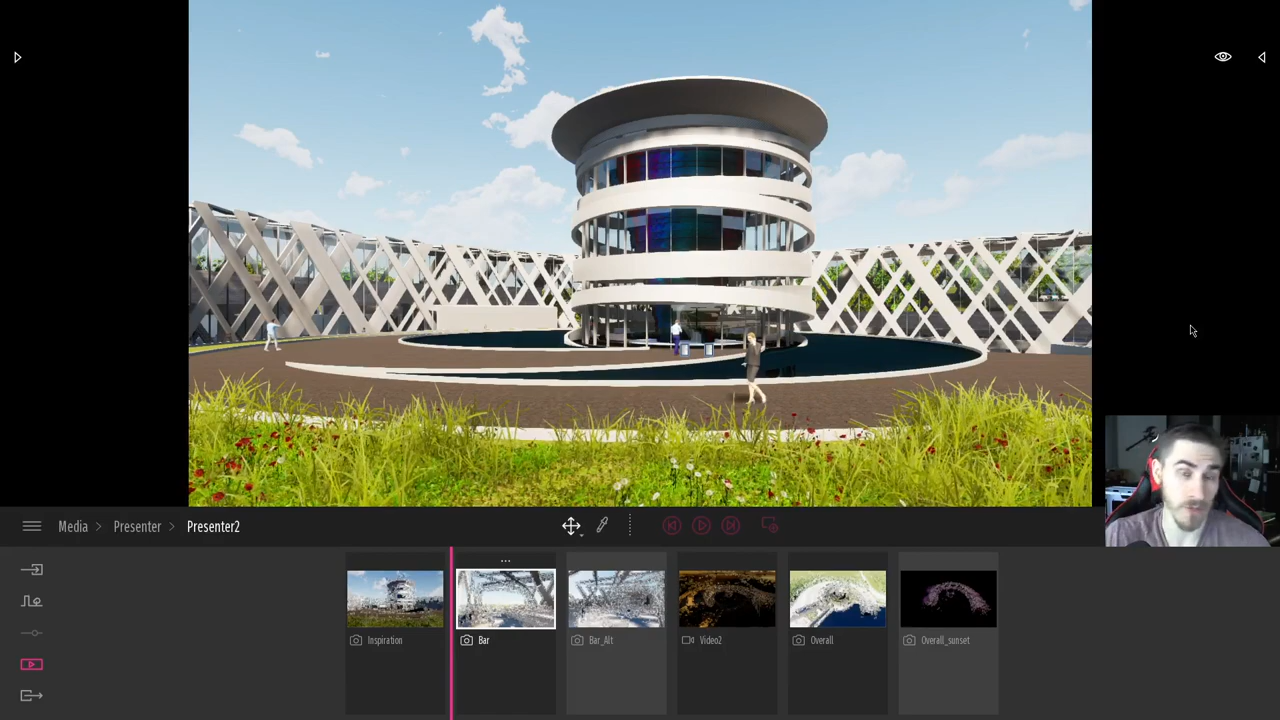 Media > Presenter > Presenter2
Inspiration
Bar
Bar_Alt
Video2
Overall
Overall_sunset